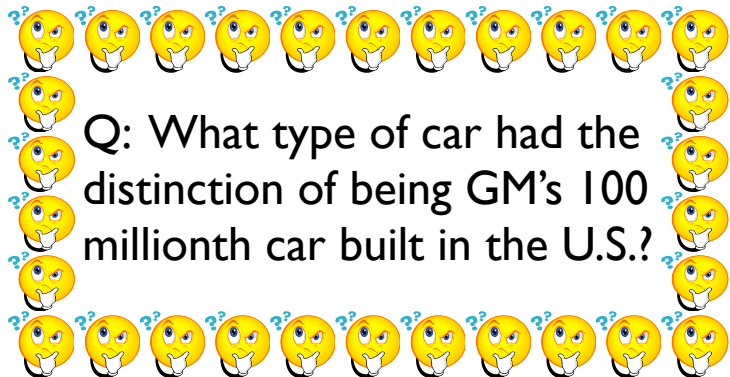 Q: What type of car had the
distinction of being GM’s 100
millionth car built in the U.S.?